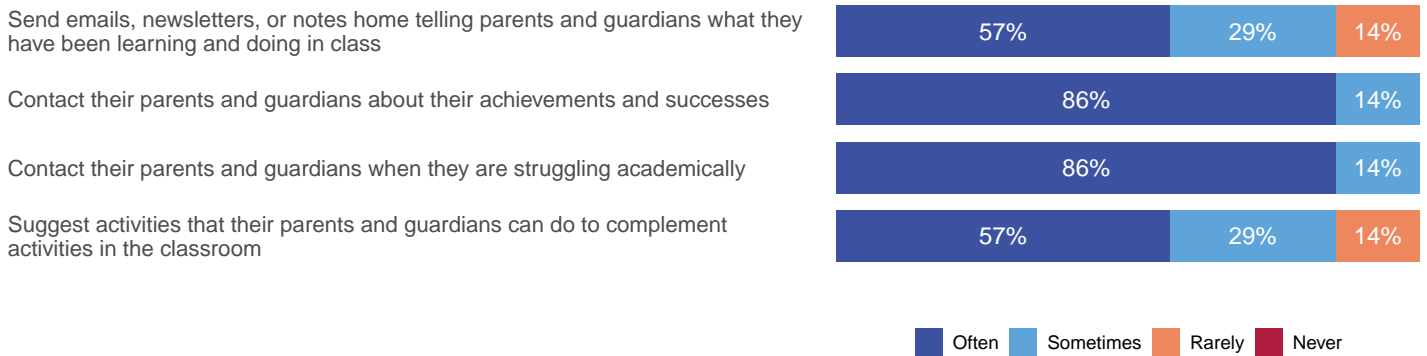 Send emails, newsletters, or notes home telling parents and guardians what they
have been learning and doing in class
57% 29% 14%
Contact their parents and guardians about their achievements and successes
86% 14%
Contact their parents and guardians when they are struggling academically
86% 14%
Suggest activities that their parents and guardians can do to complement
activities in the classroom
57% 29% 14%
Often Sometimes Rarely Never